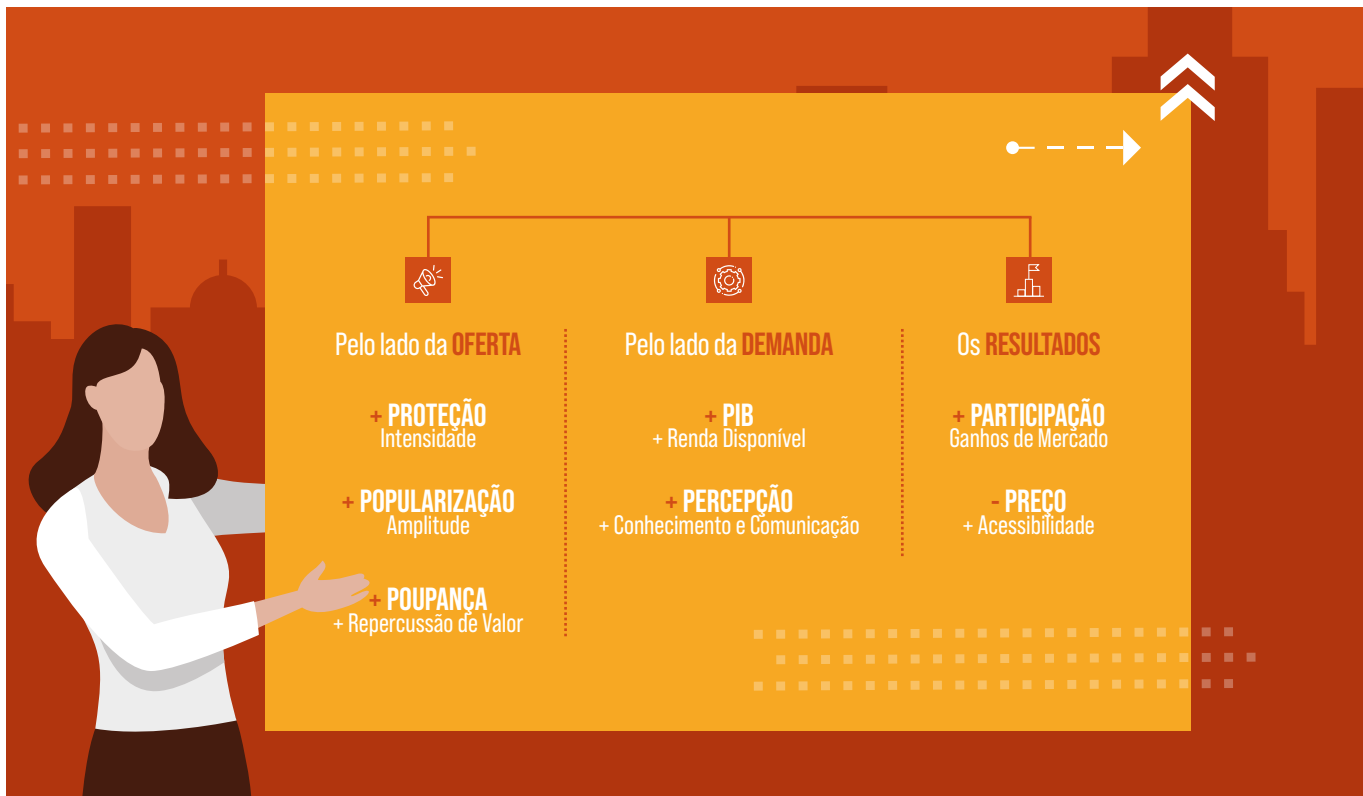 Pelo lado da OFERTA
+ PROTEÇÃO
Intensidade
+ POPULARIZAÇÃO
Amplitude
+ POUPANÇA
+ Repercussão de Valor
Pelo lado da DEMANDA
+ PIB
+ Renda Disponível
+ PERCEPÇÃO
+ Conhecimento e Comunicação
Os RESULTADOS
+ PARTICIPAÇÃO
Ganhos de Mercado
- PREÇO
+ Acessibilidade